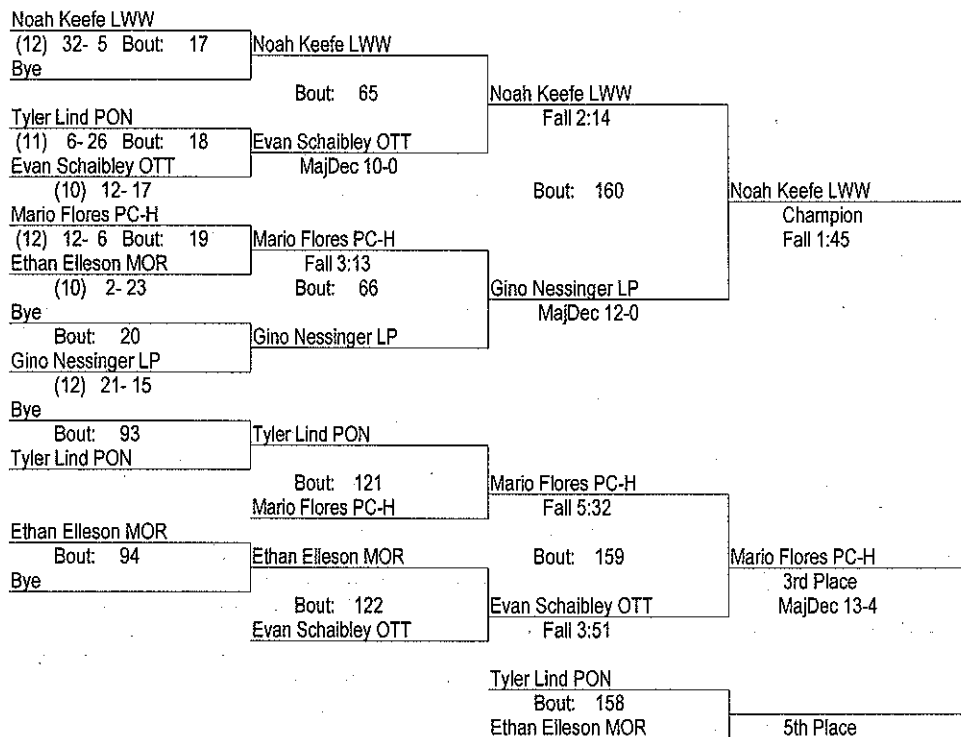 Noah Keefe LWW
(12) 32- 5 Bout: 17
Bye
Noah Keefe LWW
Bout: 65
Tyler Lind PON
(11) 6- 26 Bout: 18
Evan Schaibley OTT
(10) 12- 17
Evan Schaibley OTT
MajDec 10-0
Noah Keefe LWW
Fall 2:14
Bout: 160
Mario Flores PC-H
(12) 12- 6 Bout: 19
Ethan Elleson MOR
(10) 2- 23
Mario Flores PC-H
Fall 3:13
Bout: 66
Bye
Bout: 20
Gino Nessinger LP
(12) 21- 15
Gino Nessinger LP
Gino Nessinger LP
MajDec 12-0
Noah Keefe LWW
Champion
Fall 1:45
Bye
Bout: 93
Tyler Lind PON
Tyler Lind PON
Bout: 121
Mario Flores PC-H
Mario Flores PC-H
Fall 5:32
Bout: 159
Ethan Elleson MOR
Bout: 94
Bye
Ethan Elleson MOR
Bout: 122
Evan Schaibley OTT
Evan Schaibley OTT
Fall 3:51
Mario Flores PC-H
3rd Place
MajDec 13-4
Tyler Lind PON
Bout: 158
Ethan Elleson MOR
5th Place